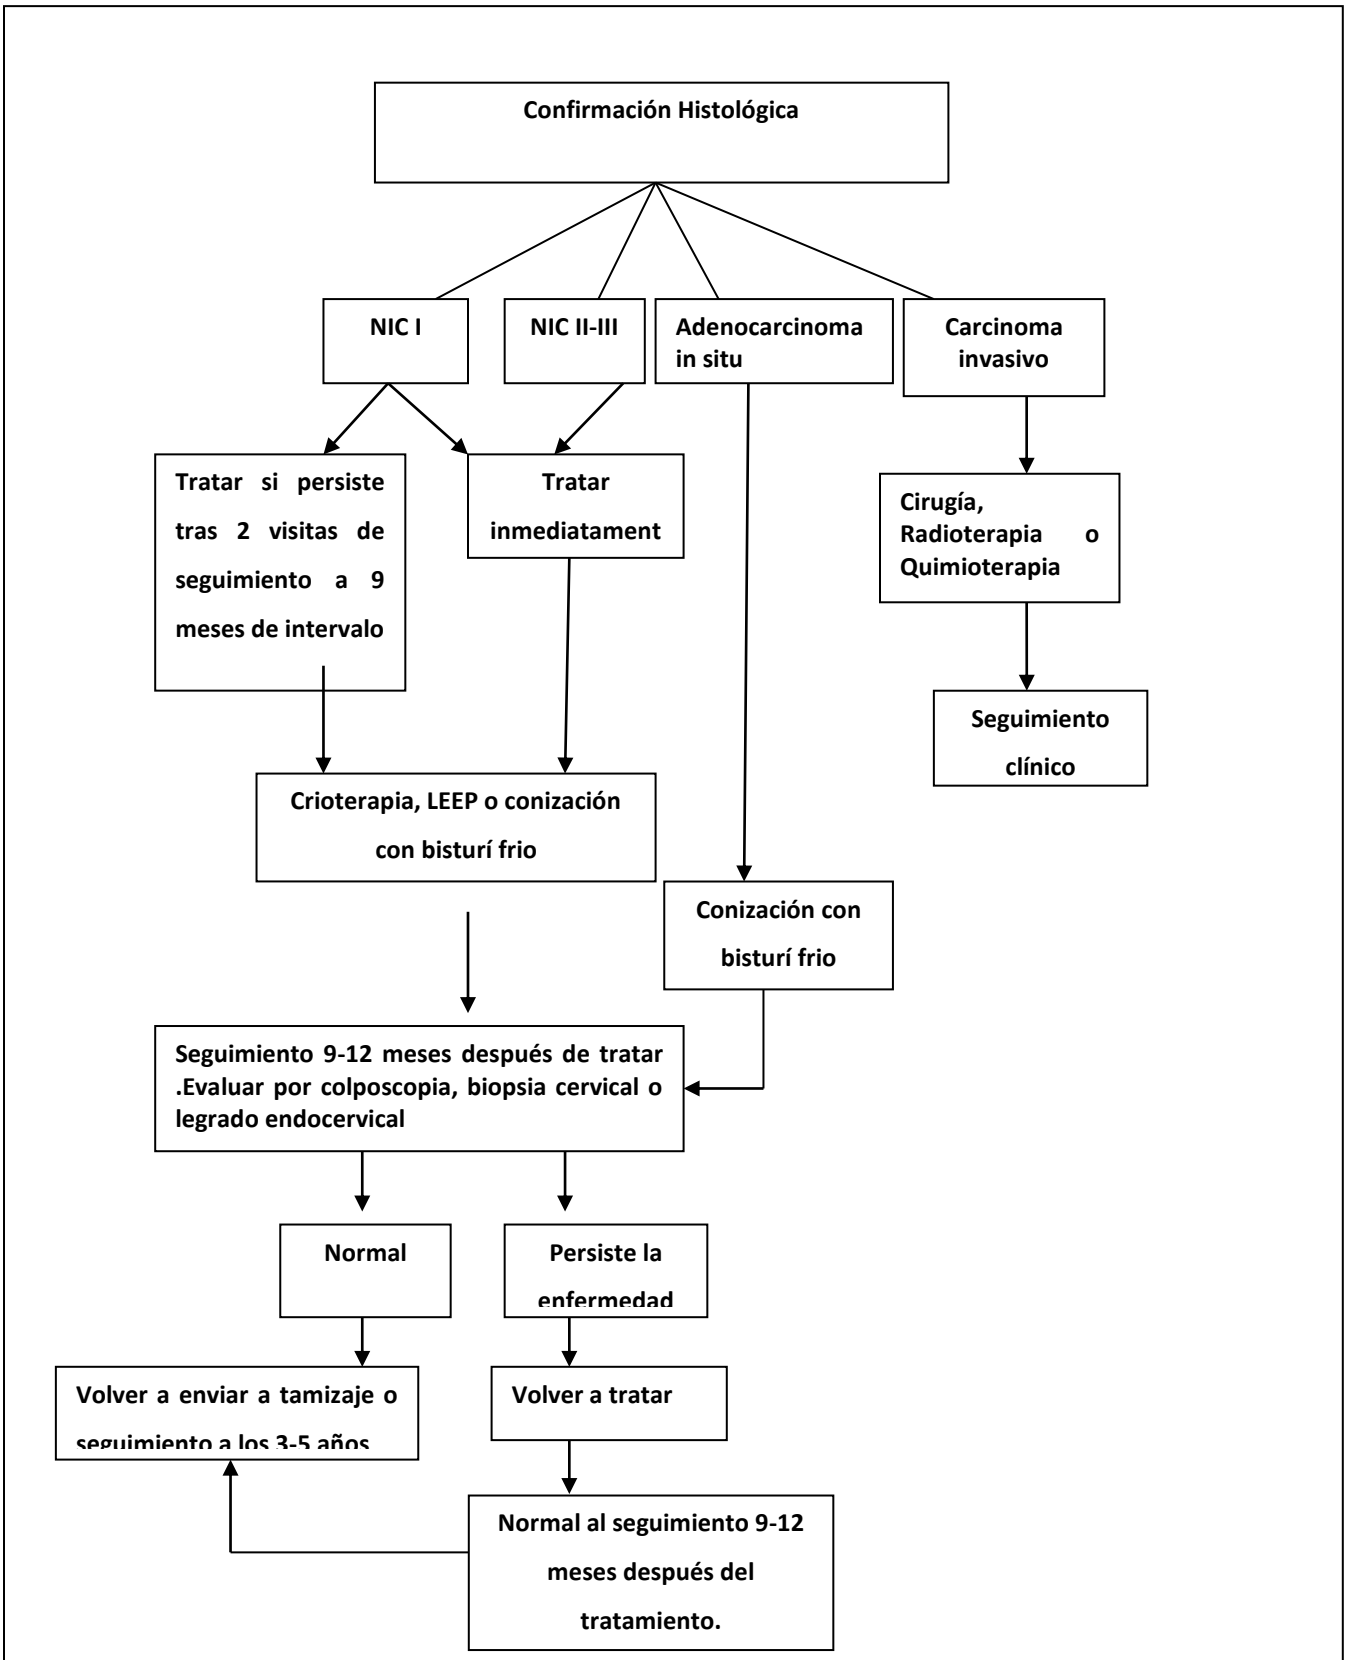 Confirmación Histológica
NIC I
NIC II-III
Adenocarcinoma
in situ
Carcinoma
invasivo
Tratar si persiste
tras 2 visitas de
seguimiento a 9
meses de intervalo
Tratar
inmediatament
Cirugía,
Radioterapia o
Quimioterapia
Seguimiento
clínico
Crioterapia, LEEP o conización
con bisturí frio
Conización con
bisturí frio
Seguimiento 9-12 meses después de tratar
.Evaluar por colposcopia, biopsia cervical o
legrado endocervical
Normal
Persiste la
enfermedad
Volver a enviar a tamizaje o
seguimiento a los 3-5 años
Volver a tratar
Normal al seguimiento 9-12
meses después del
tratamiento.